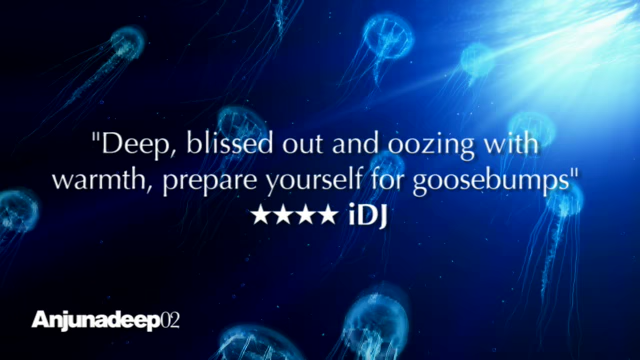 "Deep, blissed out and oozing with
warmth, prepare yourself for goosebumps"
★★★★ iDJ
Anjunadeep02